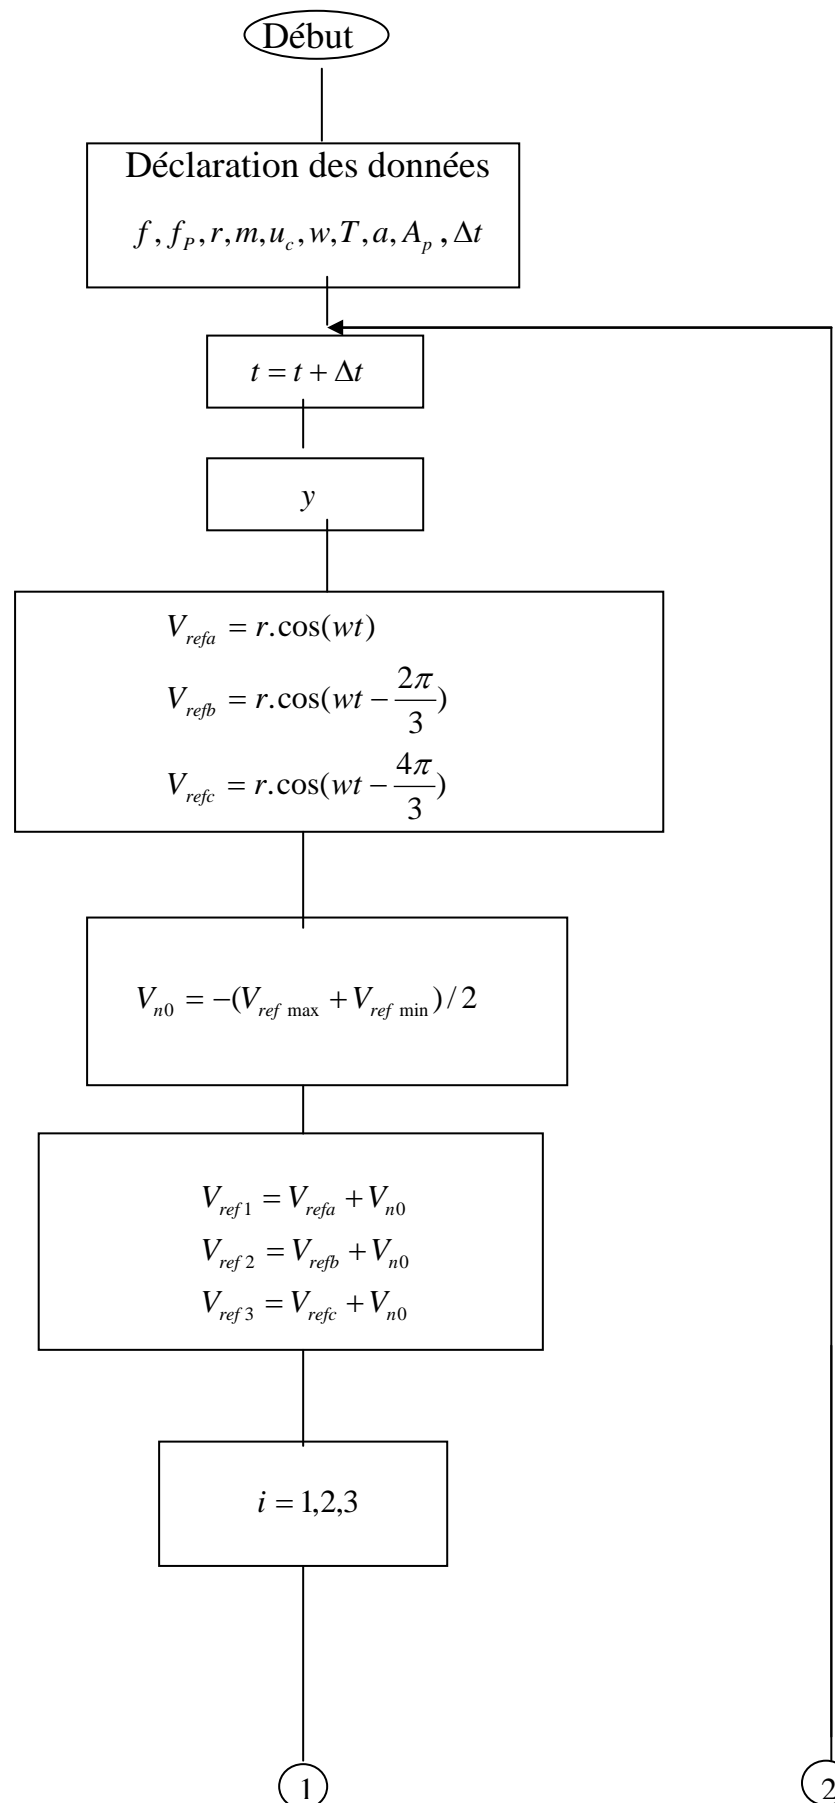 Début
Déclaration des données
f, f_P, r, m, u_c, w, T, a, A_p, Δt
t = t + Δt
y
V_refa = r.cos(wt)
V_refb = r.cos(wt − 2π/3)
V_refc = r.cos(wt − 4π/3)
V_n0 = −(V_ref max + V_ref min)/2
V_ref1 = V_refa + V_n0
V_ref2 = V_refb + V_n0
V_ref3 = V_refc + V_n0
i = 1,2,3
1 2